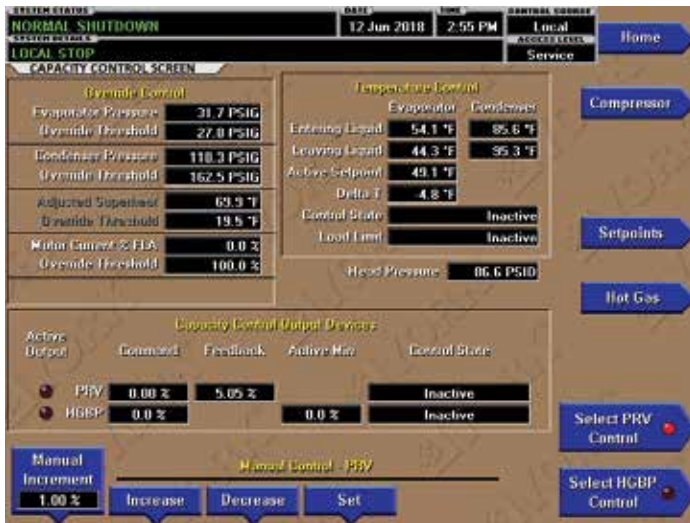 SYSTEM STATUS DATE TIME CONTROL SOURCE
NORMAL SHUTDOWN 12 Jun 2018 2:55 PM Local
SYSTEM DETAILS ACCESS LEVEL
LOCAL STOP Service
Home
CAPACITY CONTROL SCREEN
Override Control
Evaporator Pressure 31.7 PSIG
Override Threshold 27.0 PSIG
Condenser Pressure 118.3 PSIG
Override Threshold 162.5 PSIG
Adjusted Superheat 69.9 °F
Override Threshold 19.5 °F
Motor Current % FLA 0.0 %
Override Threshold 100.0 %
Temperature Control
Evaporator Condenser
Entering Liquid 54.1 °F 85.6 °F
Leaving Liquid 44.3 °F 95.3 °F
Active Setpoint 49.1 °F
Delta T -4.8 °F
Control State Inactive
Load Limit Inactive
Head Pressure 86.6 PSID
Compressor
Setpoints
Hot Gas
Capacity Control Output Devices
Active Output Command Feedback Active Min Control State
PRV 0.00 % 5.05 % Inactive
HGBP 0.0 % 0.0 % Inactive
Select PRV Control
Select HGBP Control
Manual Control - PRV
Manual Increment
1.00 %
Increase Decrease Set